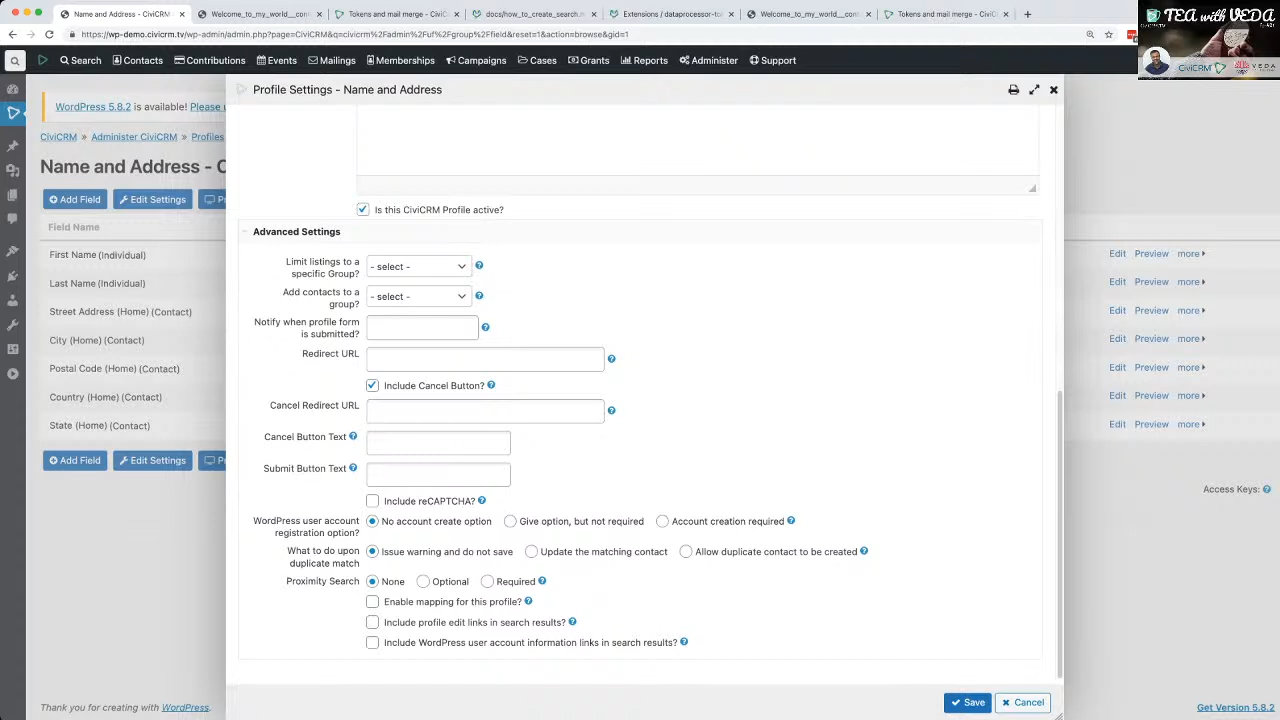 Name and Address - CiviCRM
Welcome_to_my_world__cont
Tokens and mail merge - CiviC
docs/how_to_create_search.m
Extensions / dataprocessor-to
Welcome_to_my_world__cont
Tokens and mail merge - CiviC
https://wp-demo.civicrm.tv/wp-admin/admin.php?page=CiviCRM&q=civicrm%2Fadmin%2Fuf%2Fgroup%2Ffield&reset=1&action=browse&gid=1
TEA with VEDA
CiviCRM
VEDA
Search Contacts Contributions Events Mailings Memberships Campaigns Cases Grants Reports Administer Support
Profile Settings - Name and Address
WordPress 5.8.2 is available! Please u
CiviCRM » Administer CiviCRM » Profiles
Name and Address - C
Add Field Edit Settings P
Field Name
First Name (Individual)
Last Name (Individual)
Street Address (Home) (Contact)
City (Home) (Contact)
Postal Code (Home) (Contact)
Country (Home) (Contact)
State (Home) (Contact)
Add Field Edit Settings P
Is this CiviCRM Profile active?
Advanced Settings
Limit listings to a specific Group? - select -
Add contacts to a group? - select -
Notify when profile form is submitted?
Redirect URL
Include Cancel Button?
Cancel Redirect URL
Cancel Button Text
Submit Button Text
Include reCAPTCHA?
WordPress user account registration option? No account create option Give option, but not required Account creation required
What to do upon duplicate match Issue warning and do not save Update the matching contact Allow duplicate contact to be created
Proximity Search None Optional Required
Enable mapping for this profile?
Include profile edit links in search results?
Include WordPress user account information links in search results?
Save Cancel
Edit Preview more
Edit Preview more
Edit Preview more
Edit Preview more
Edit Preview more
Edit Preview more
Edit Preview more
Access Keys:
Thank you for creating with WordPress.
Get Version 5.8.2